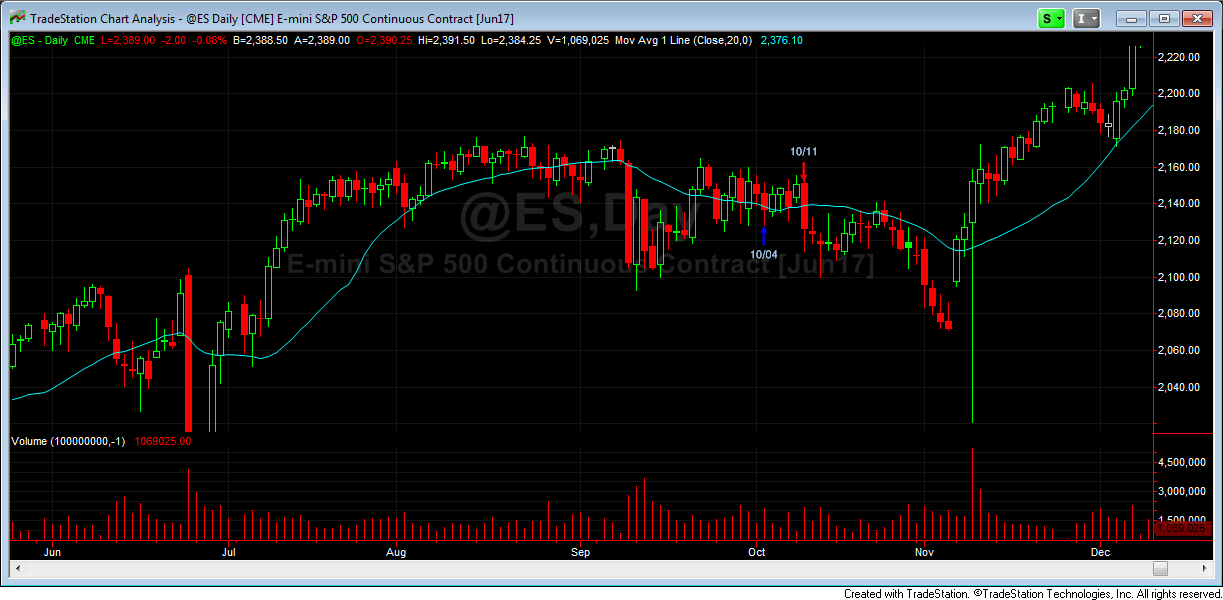 TradeStation Chart Analysis - @ES Daily [CME] E-mini S&P 500 Continuous Contract [Jun17]
S I
@ES - Daily CME L=2,389.00 -2.00 -0.08% B=2,388.50 A=2,389.00 O=2,390.25 Hi=2,391.50 Lo=2,384.25 V=1,069,025 Mov Avg 1 Line (Close,20,0) 2,376.10
2,220.00
2,200.00
2,180.00
10/11
2,160.00
@ES,Day
2,140.00
2,120.00
10/04
E-mini S&P 500 Continuous Contract [Jun17]
2,100.00
2,080.00
2,060.00
2,040.00
Volume (100000000,-1) 1069025.00
4,500,000
3,000,000
1,500,000
Jun Jul Aug Sep Oct Nov Dec
Created with TradeStation. ©TradeStation Technologies, Inc. All rights reserved.